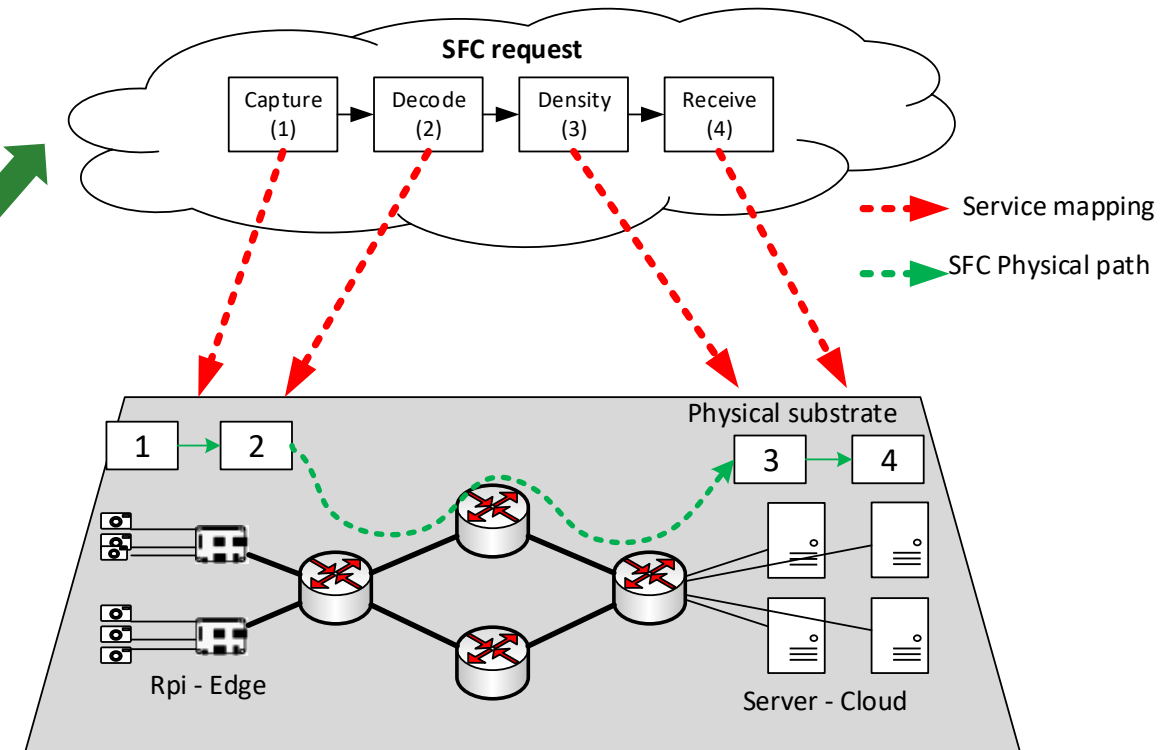 SFC request
Capture
(1)
Decode
(2)
Density
(3)
Receive
(4)
Service mapping
SFC Physical path
Physical substrate
1
2
3
4
Rpi - Edge
Server - Cloud